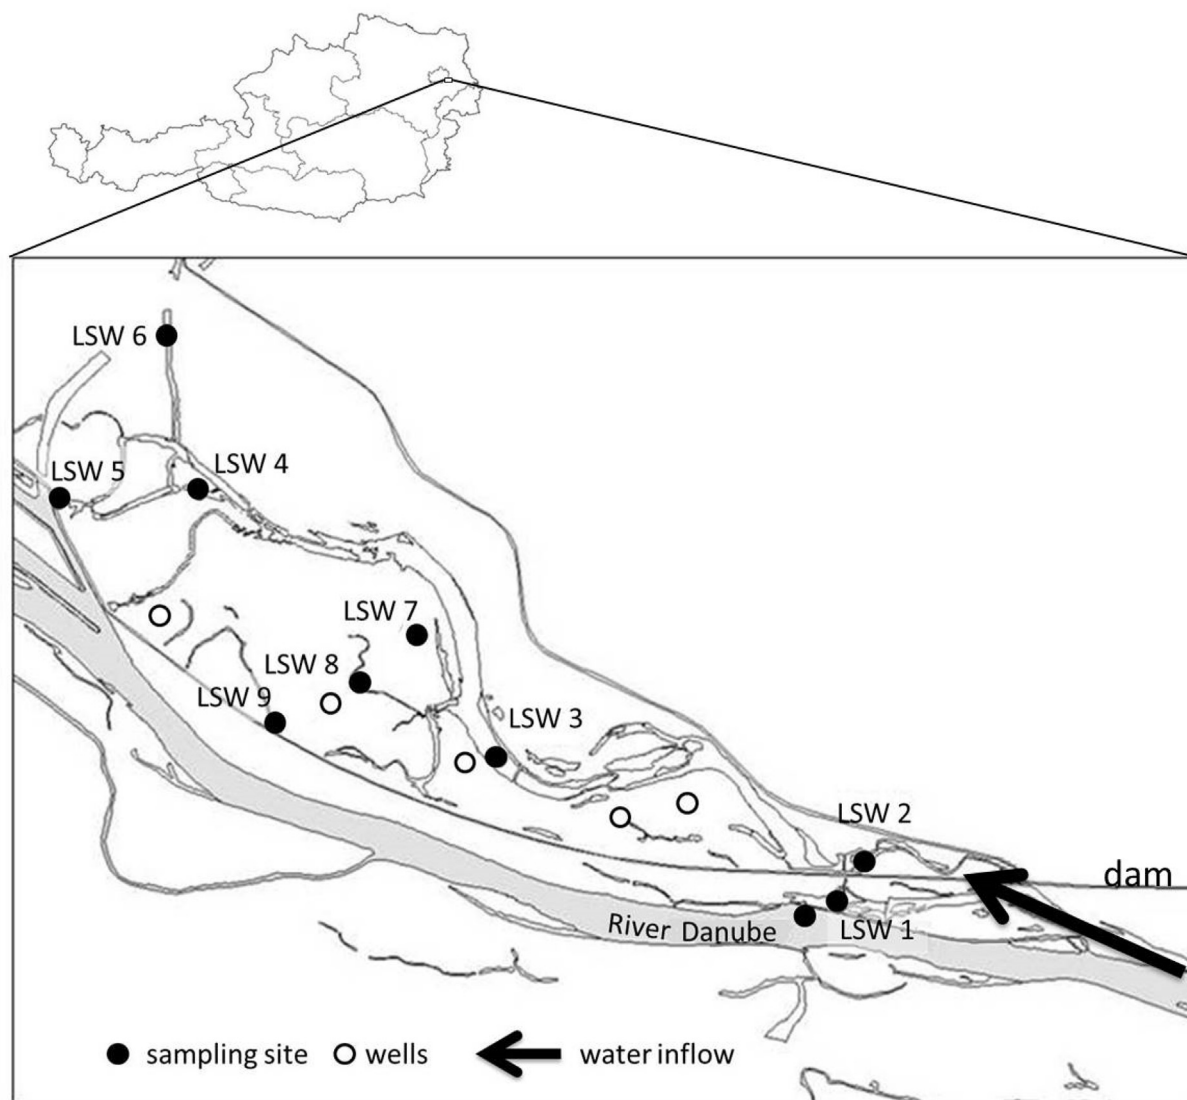 LSW 6
LSW 5
LSW 4
LSW 7
LSW 8
LSW 9
LSW 3
LSW 2
dam
River Danube
LSW 1
sampling site
wells
water inflow